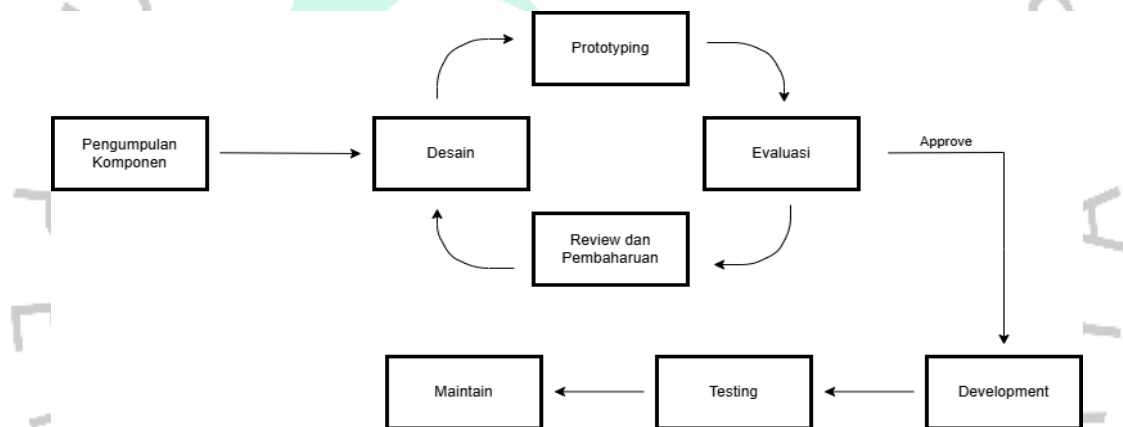 Prototyping
Pengumpulan
Komponen
Desain
Evaluasi
Approve
Review dan
Pembaharuan
Maintain
Testing
Development